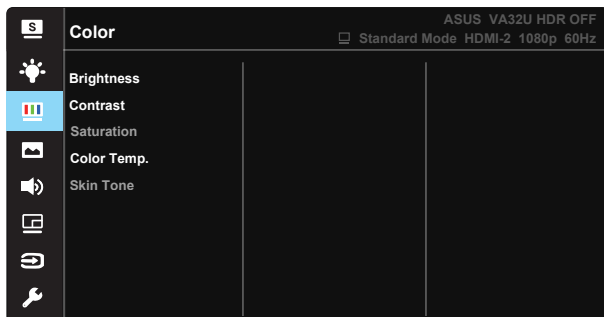 S
Color
ASUS VA32U HDR OFF
Standard Mode HDMI-2 1080p 60Hz
Brightness
Contrast
Saturation
Color Temp.
Skin Tone